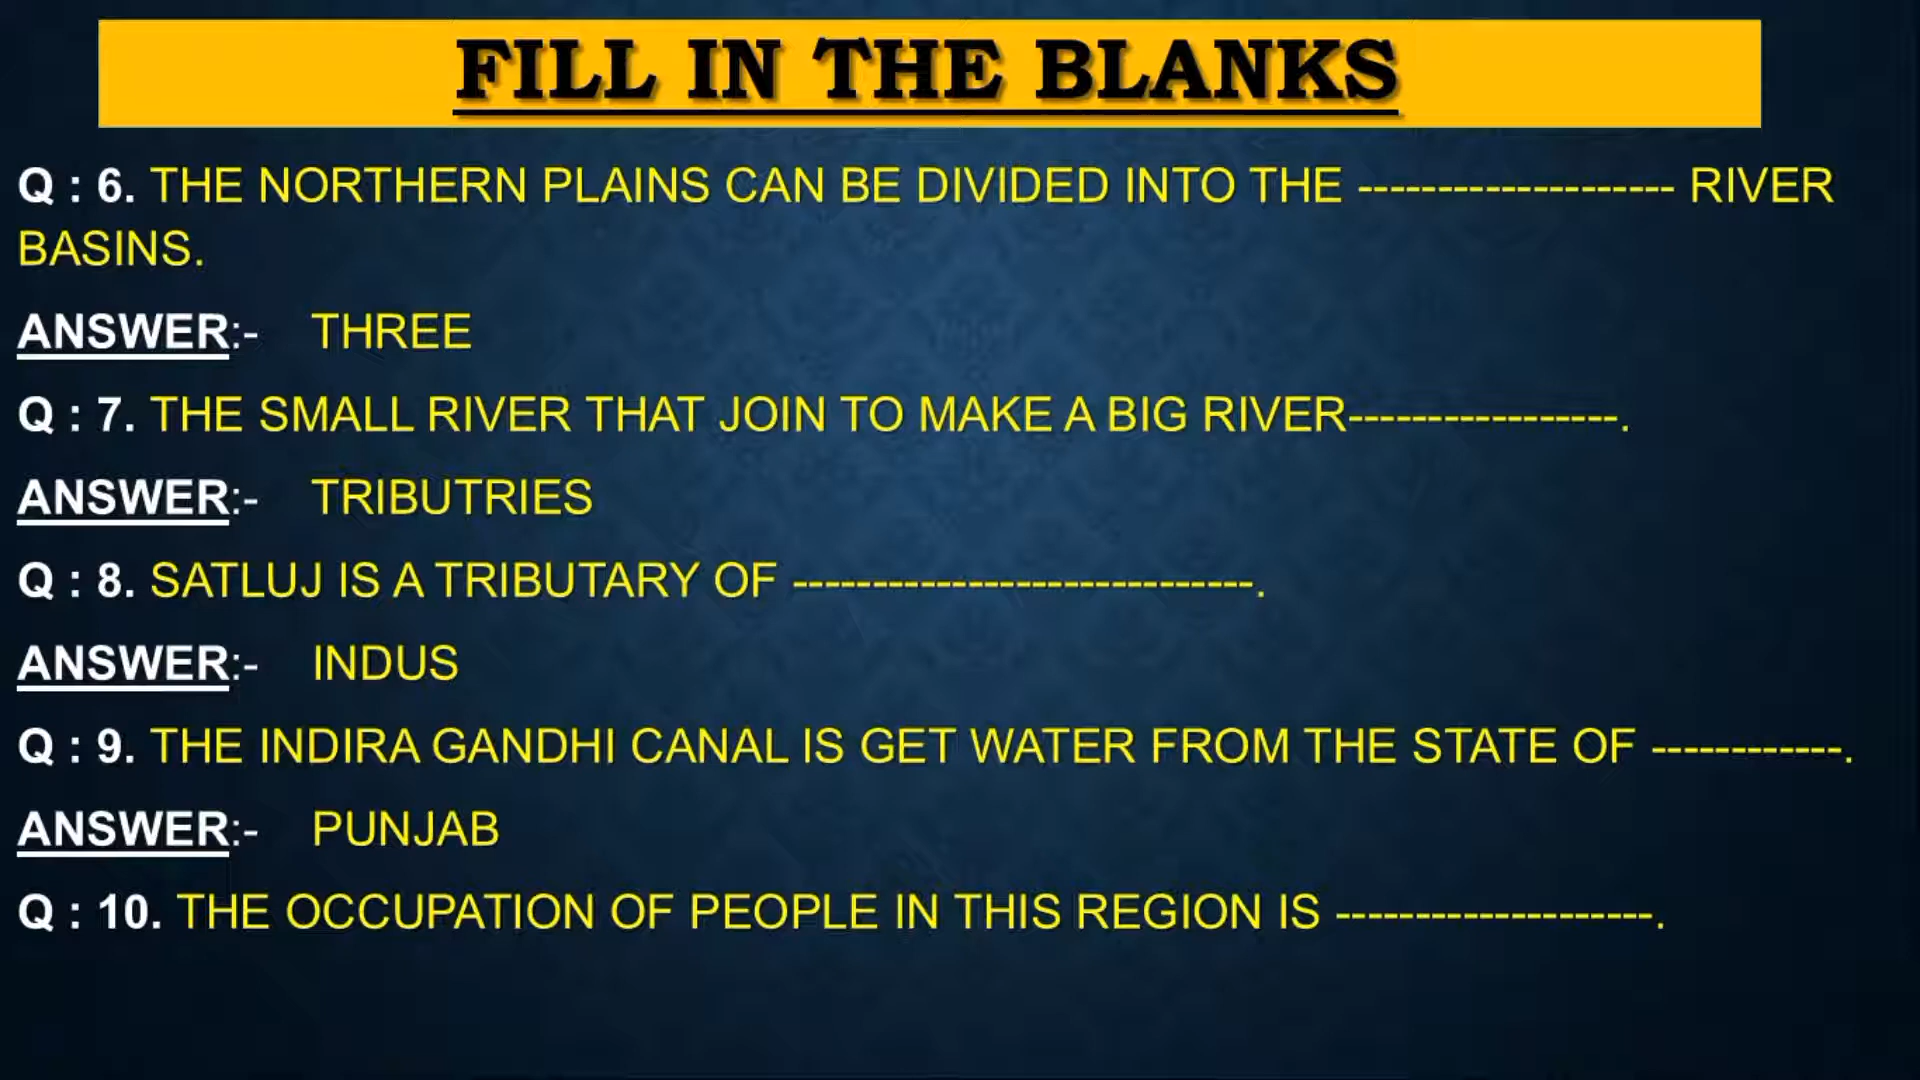 FILL IN THE BLANKS
Q : 6. THE NORTHERN PLAINS CAN BE DIVIDED INTO THE -------------------- RIVER
BASINS.
ANSWER:- THREE
Q : 7. THE SMALL RIVER THAT JOIN TO MAKE A BIG RIVER-----------------.
ANSWER:- TRIBUTRIES
Q : 8. SATLUJ IS A TRIBUTARY OF -----------------------------.
ANSWER:- INDUS
Q : 9. THE INDIRA GANDHI CANAL IS GET WATER FROM THE STATE OF ------------.
ANSWER:- PUNJAB
Q : 10. THE OCCUPATION OF PEOPLE IN THIS REGION IS --------------------.